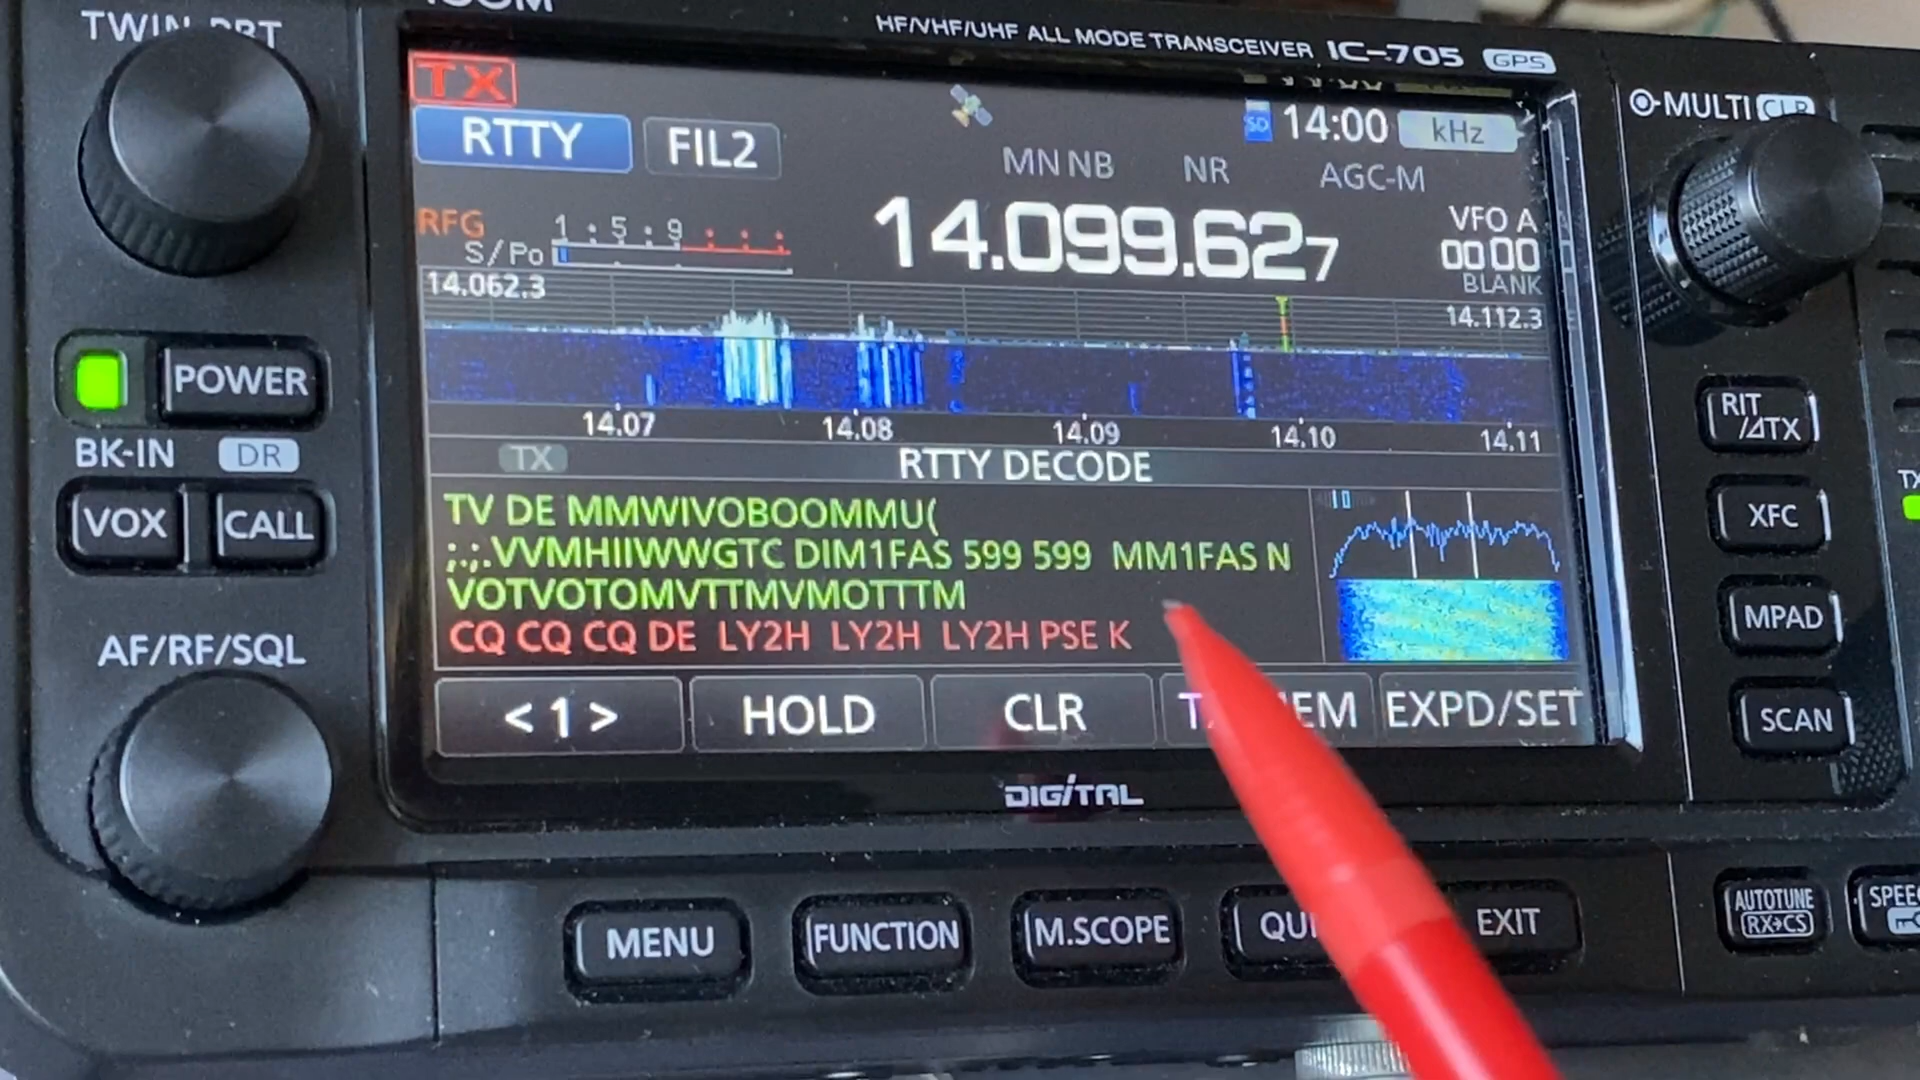 ICOM
HF/VHF/UHF ALL MODE TRANSCEIVER IC-705 GPS
TWIN PBT
TX
RTTY FIL2
SD 14:00 kHz
MN NB NR AGC-M
MULTI CLR
RFG
S/Po 1 5 9
14.099.627
VFO A
00 00
BLANK
14.062.3
14.112.3
14.07 14.08 14.09 14.10 14.11
POWER
BK-IN DR
VOX CALL
AF/RF/SQL
TX RTTY DECODE
TV DE MMWIVOBOOMMU(
;:;.VVMHIIWWGTC DIM1FAS 599 599 MM1FAS N
VOTVOTOMVTTMVMOTTTM
CQ CQ CQ DE LY2H LY2H LY2H PSE K
<1> HOLD CLR EXPD/SET
RIT
/⊿TX
XFC
MPAD
SCAN
DIGITAL
MENU FUNCTION M.SCOPE EXIT
AUTOTUNE
RX→CS